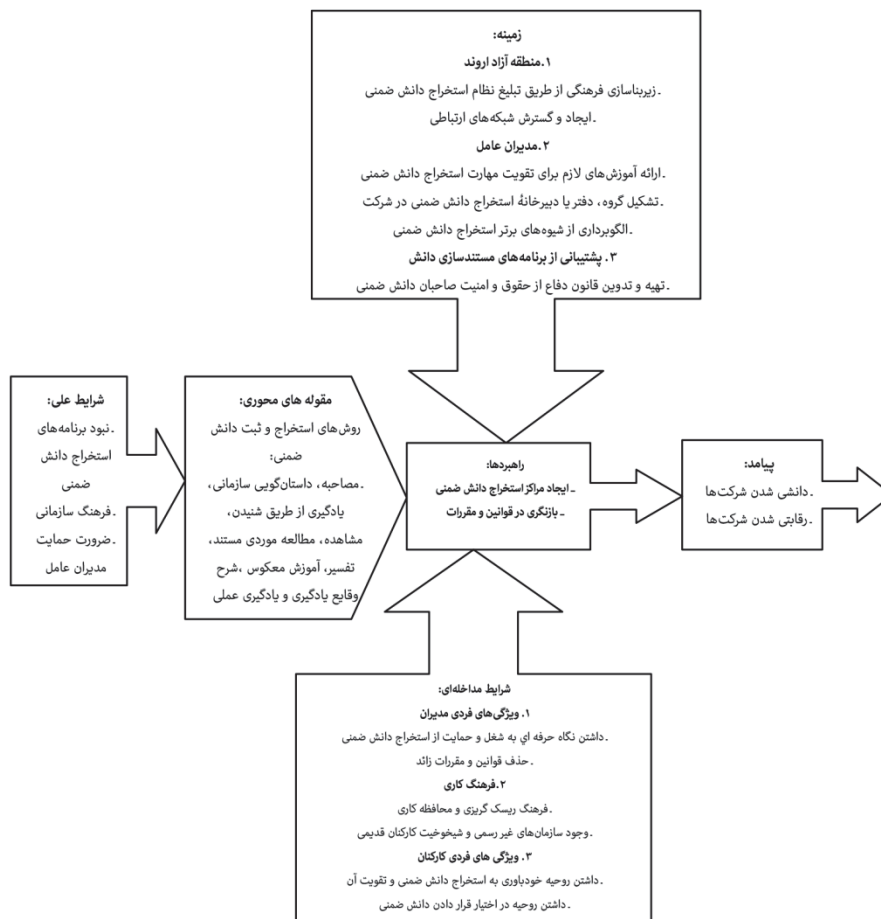 زمینه:
۱.منطقه آزاد اروند
ـ زیربناسازی فرهنگی از طریق تبلیغ نظام استخراج دانش ضمنی
ـ ایجاد و گسترش شبکه‌های ارتباطی
۲.مدیران عامل
ـ ارائه آموزش‌های لازم برای تقویت مهارت استخراج دانش ضمنی
ـ تشکیل گروه، دفتر یا دبیرخانهٔ استخراج دانش ضمنی در شرکت
ـ الگوبرداری از شیوه‌های برتر استخراج دانش ضمنی
۳. پشتیبانی از برنامه‌های مستندسازی دانش
ـ تهیه و تدوین قانون دفاع از حقوق و امنیت صاحبان دانش ضمنی
شرایط علی:
ـ نبود برنامه‌های
استخراج دانش
ضمنی
ـ فرهنگ سازمانی
ـ ضرورت حمایت
مدیران عامل
مقوله های محوری:
روش‌های استخراج و ثبت دانش
ضمنی:
ـ مصاحبه، داستان‌گویی سازمانی،
یادگیری از طریق شنیدن،
مشاهده، مطالعه موردی مستند،
تفسیر، آموزش معکوس ،شرح
وقایع یادگیری و یادگیری عملی
راهبردها:
ـ ایجاد مراکز استخراج دانش ضمنی
ـ بازنگری در قوانین و مقررات
پیامد:
ـ دانشی شدن شرکت‌ها
ـ رقابتی شدن شرکت‌ها
شرایط مداخله‌ای:
۱. ویژگی‌های فردی مدیران
ـ داشتن نگاه حرفه اي به شغل و حمایت از استخراج دانش ضمنی
ـ حذف قوانین و مقررات زائد
۲.فرهنگ کاری
ـ فرهنگ ریسک گریزی و محافظه کاری
ـ وجود سازمان‌های غیر رسمی و شیخوخیت کارکنان قدیمی
۳. ویژگی های فردی کارکنان
ـ داشتن روحیه خودباوری به استخراج دانش ضمنی و تقویت آن
ـ داشتن روحیه در اختیار قرار دادن دانش ضمنی